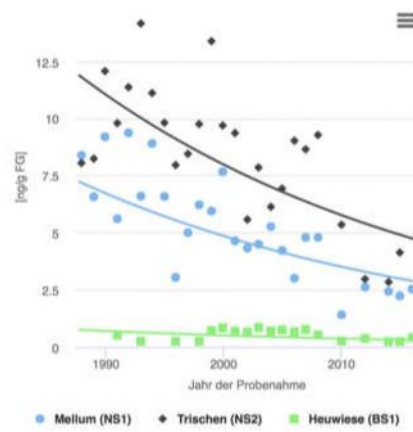 12.5
10
7.5
5
2.5
0
[ng/g FG]
1990
2000
2010
Jahr der Probenahme
Mellum (NS1)
Trischen (NS2)
Heuwiese (BS1)